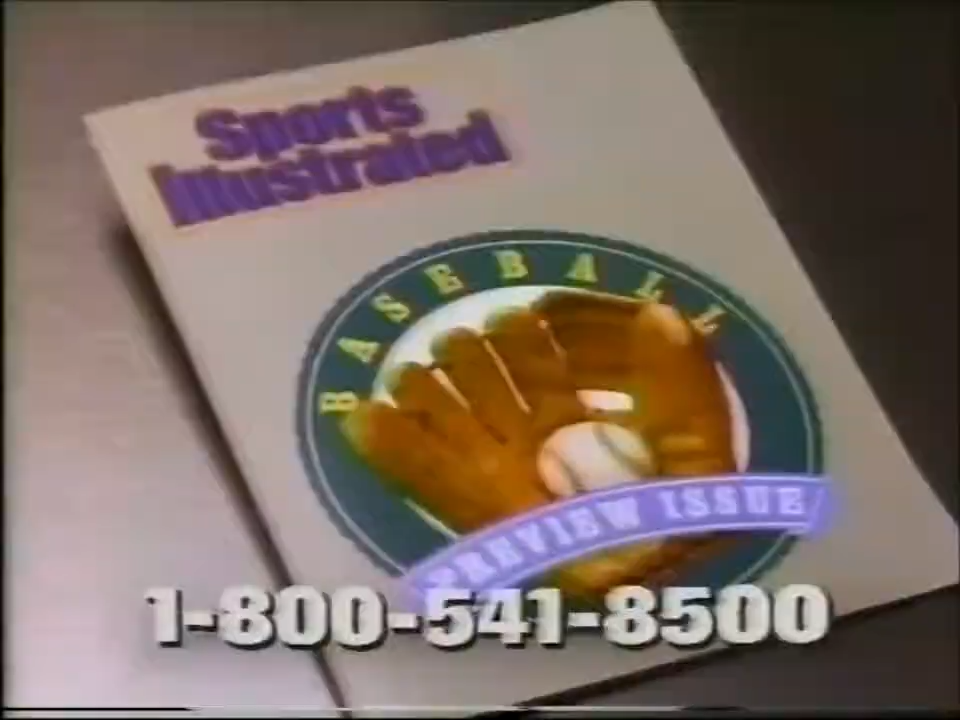 Sports
Illustrated
BASEBALL
PREVIEW ISSUE
1-800-541-8500